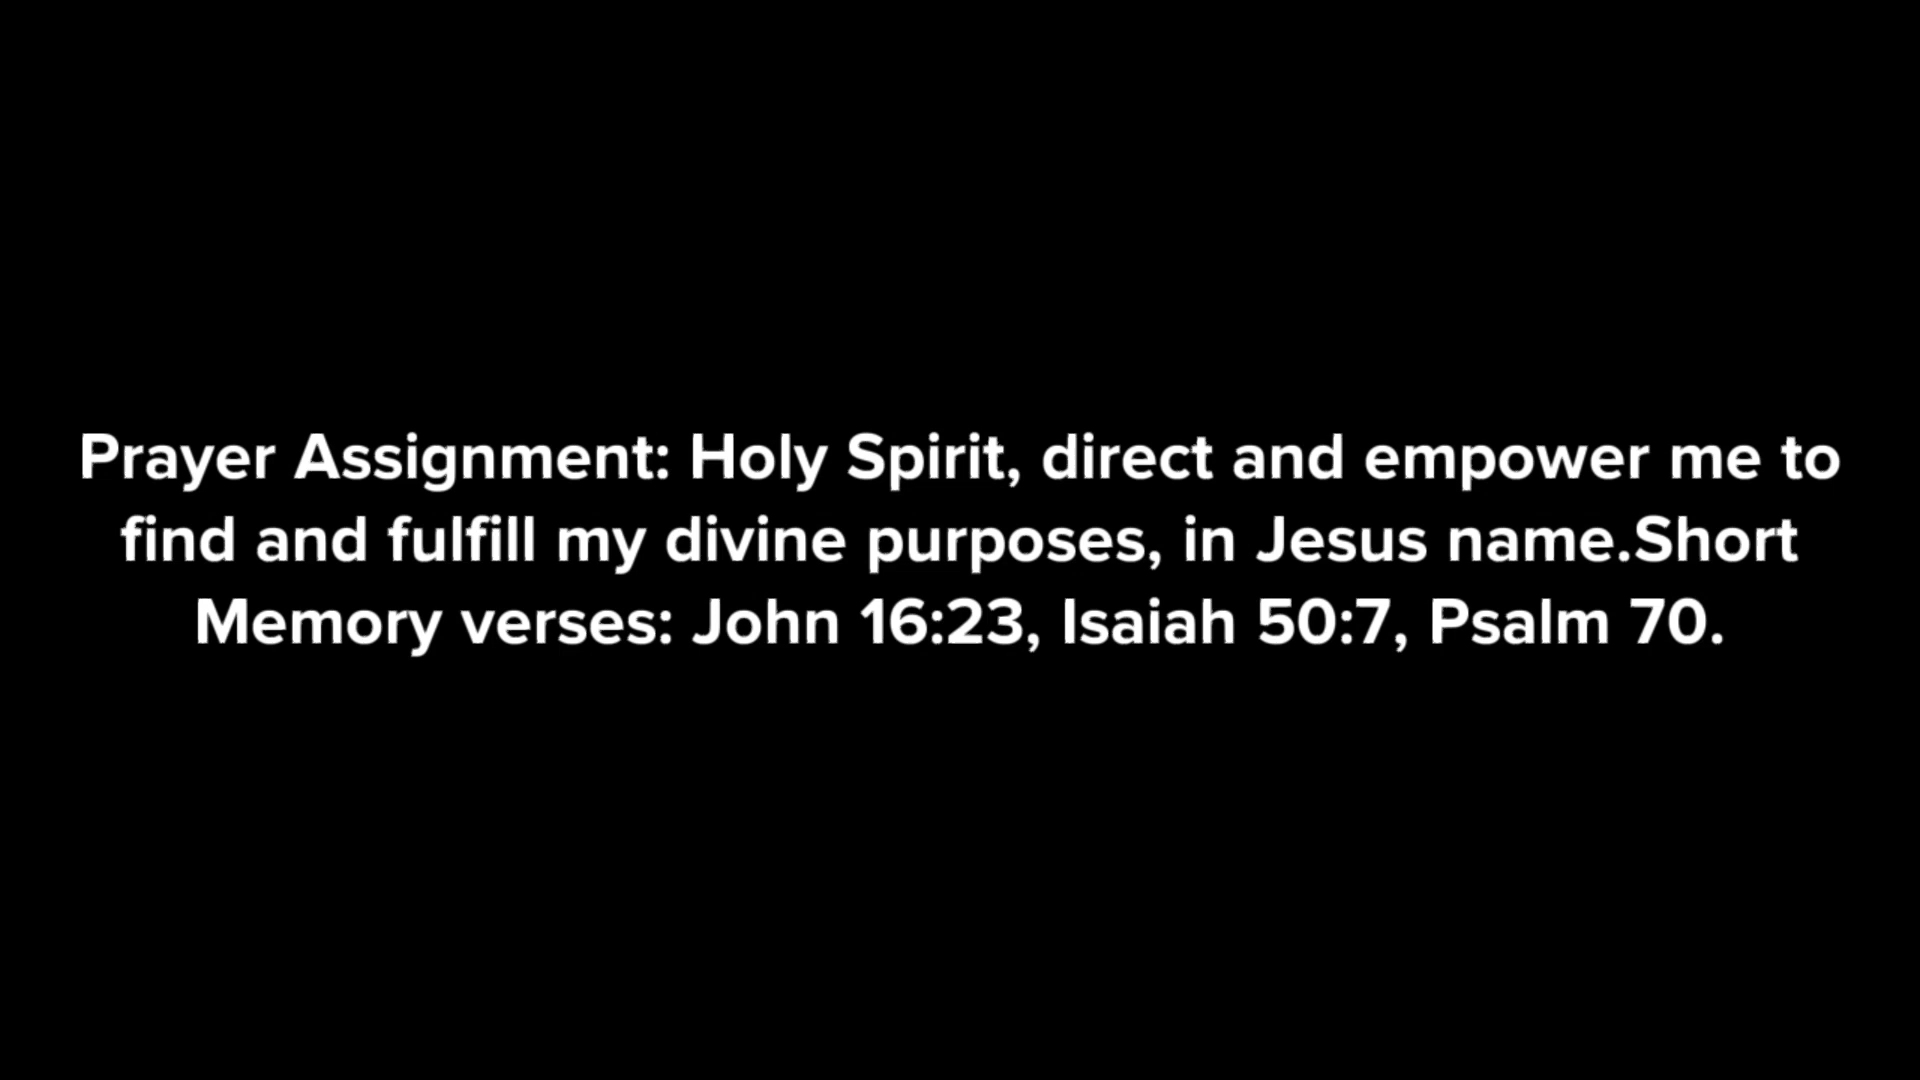 Prayer Assignment: Holy Spirit, direct and empower me to
find and fulfill my divine purposes, in Jesus name.Short
Memory verses: John 16:23, Isaiah 50:7, Psalm 70.